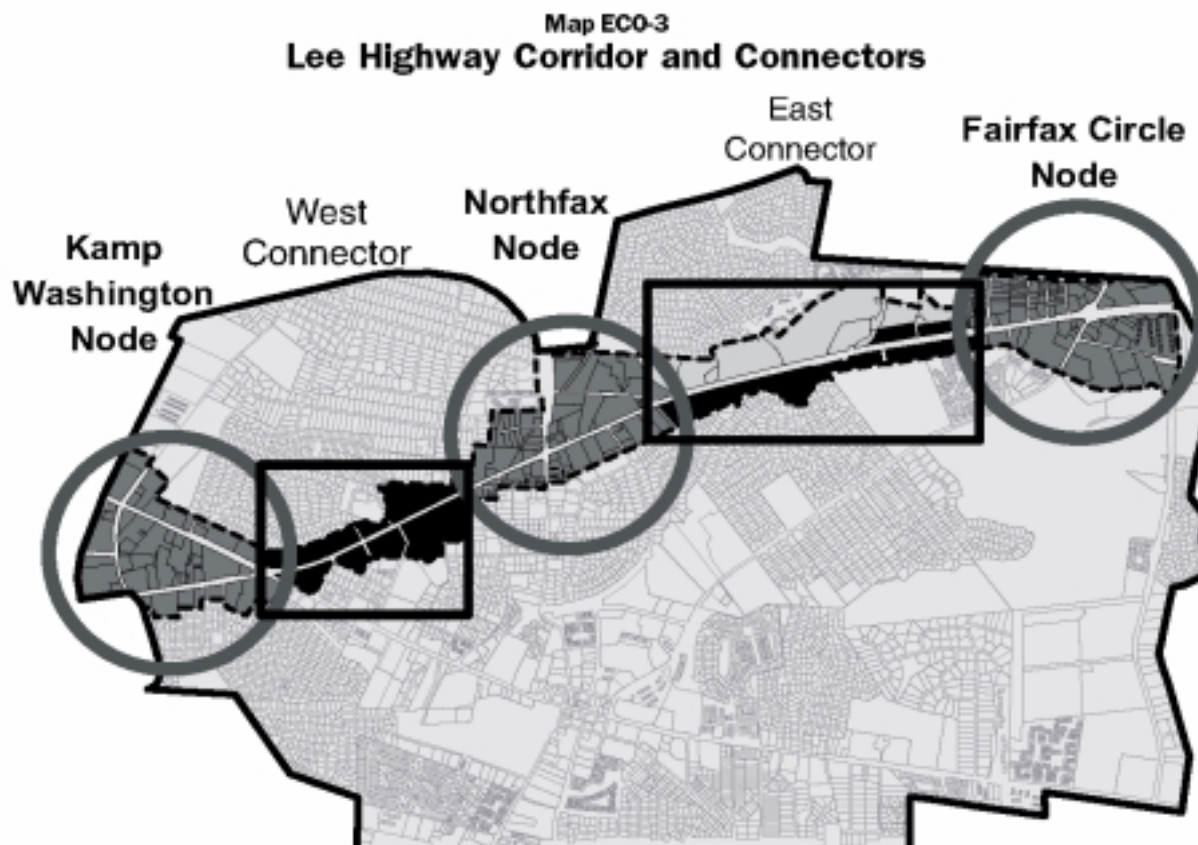 Map ECO-3
Lee Highway Corridor and Connectors
East
Connector
Fairfax Circle
Node
Northfax
Node
West
Connector
Kamp
Washington
Node